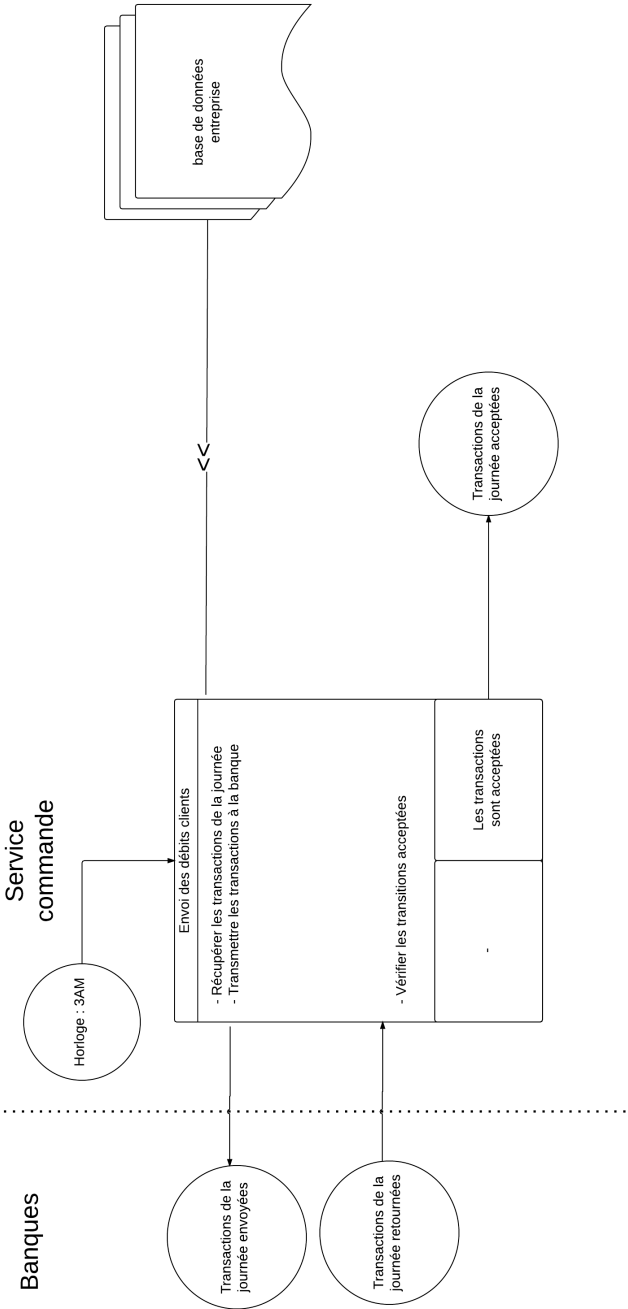 Banques
Service
commande
Horloge : 3AM
base de données
entreprise
Envoi des débits clients
- Récupérer les transactions de la journée
- Transmettre les transactions à la banque
<<
Transactions de la
journée envoyées
- Vérifier les transitions acceptées
Transactions de la
journée retournées
-
Les transactions
sont acceptées
Transactions de la
journée acceptées